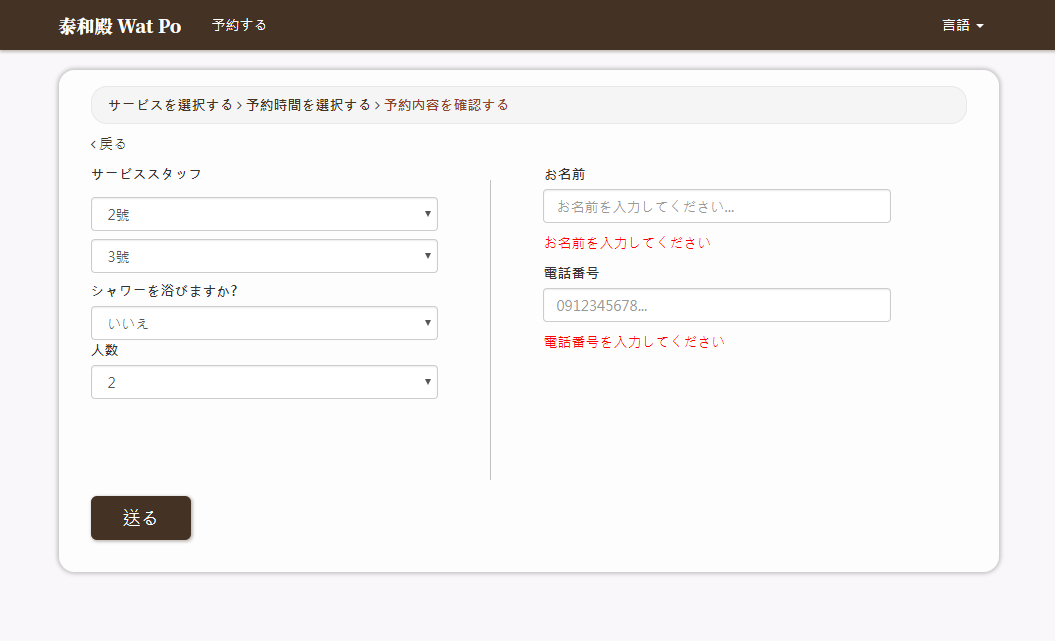 泰和殿 Wat Po
予約する
言語
サービスを選択する › 予約時間を選択する › 予約内容を確認する
‹ 戻る
サービススタッフ
2號
3號
シャワーを浴びますか?
いいえ
人数
2
お名前
お名前を入力してください...
お名前を入力してください
電話番号
0912345678...
電話番号を入力してください
送る